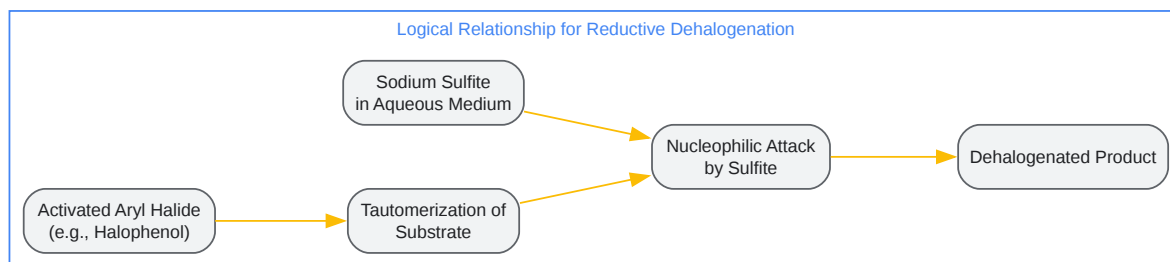 Logical Relationship for Reductive Dehalogenation
Sodium Sulfite
in Aqueous Medium
Nucleophilic Attack
by Sulfite
Dehalogenated Product
Activated Aryl Halide
(e.g., Halophenol)
Tautomerization of
Substrate